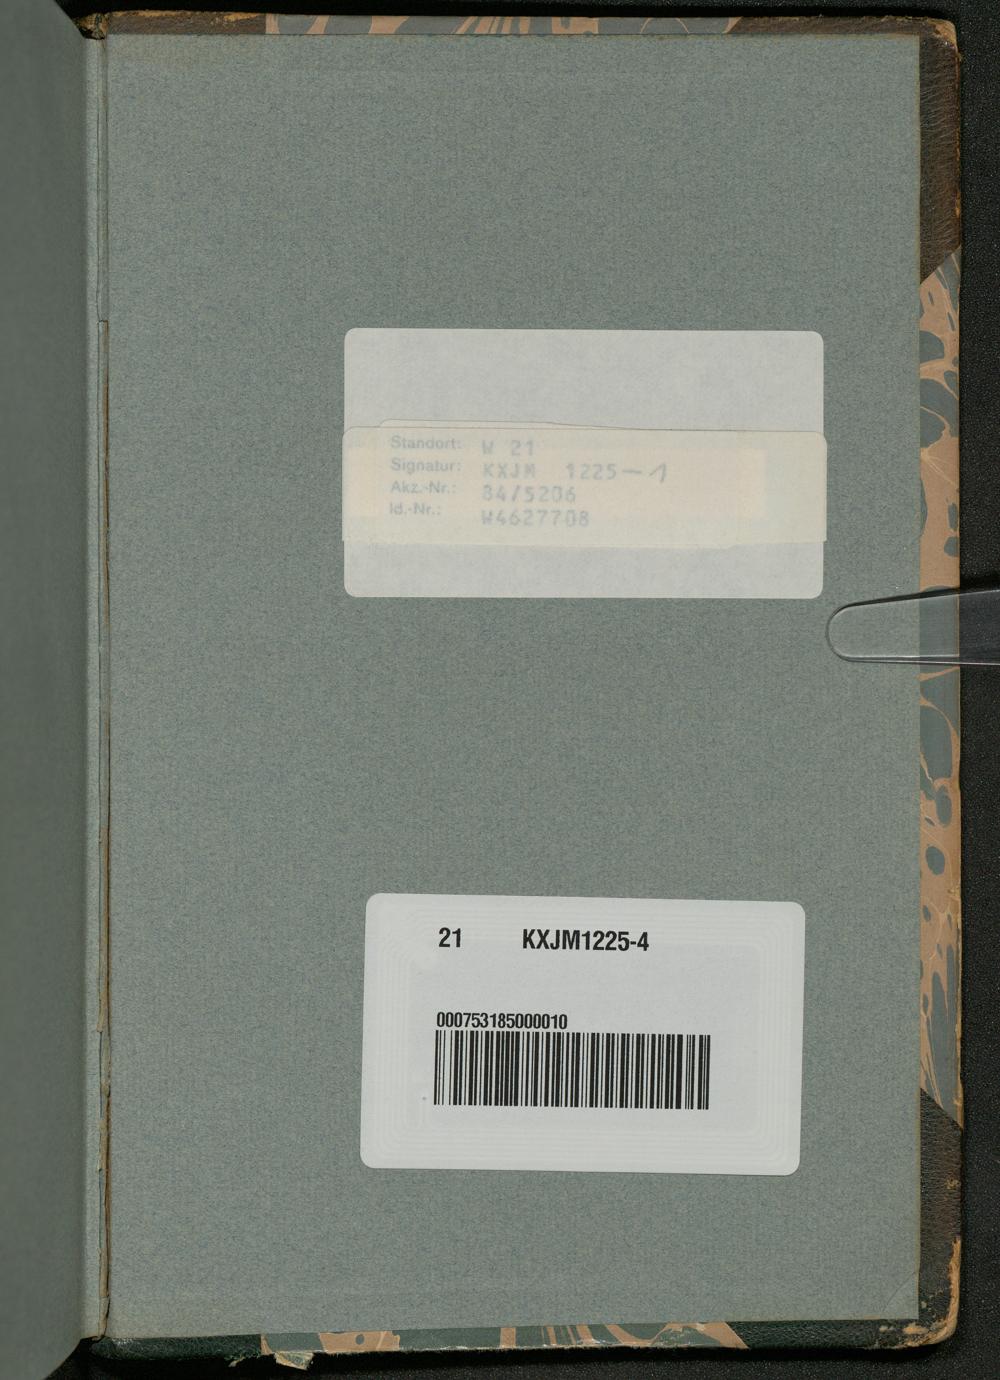 Standort: W 21
Signatur: KXJM 1225-1
Akz.-Nr.: 84/5206
Id.-Nr.: W4627708
21 KXJM1225-4
000753185000010